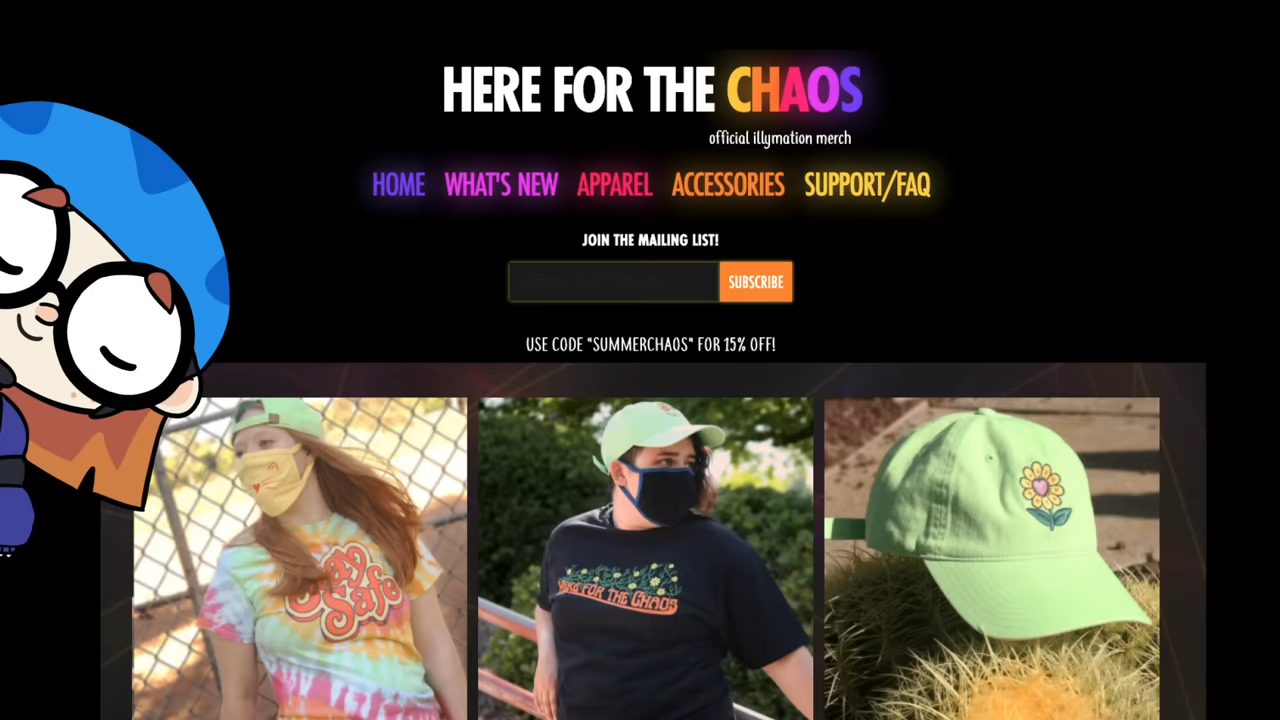 HERE FOR THE CHAOS
official illymation merch
HOME WHAT'S NEW APPAREL ACCESSORIES SUPPORT/FAQ
JOIN THE MAILING LIST!
SUBSCRIBE
USE CODE "SUMMERCHAOS" FOR 15% OFF!
Stay
Safe
HERE FOR THE CHAOS